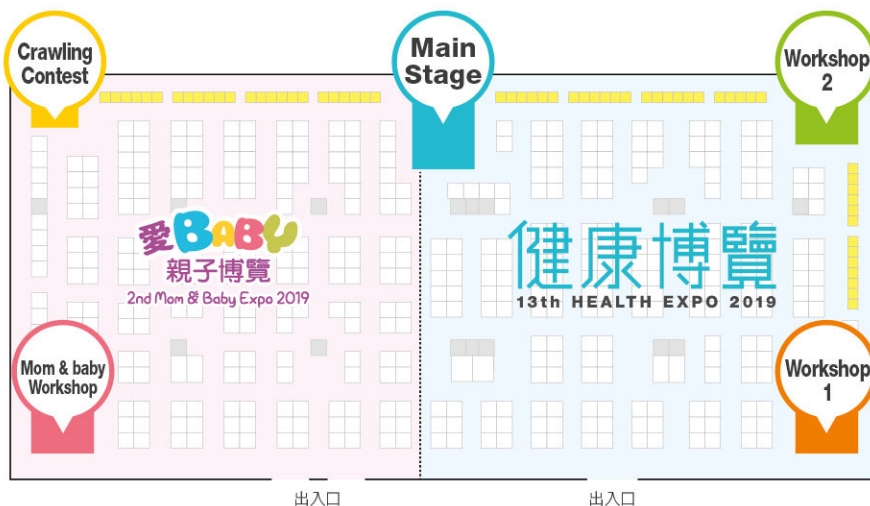 Crawling
Contest
Main
Stage
Workshop
2
愛BABY
親子博覽
2nd Mom & Baby Expo 2019
健康博覽
13th HEALTH EXPO 2019
Mom & baby
Workshop
Workshop
1
出入口
出入口